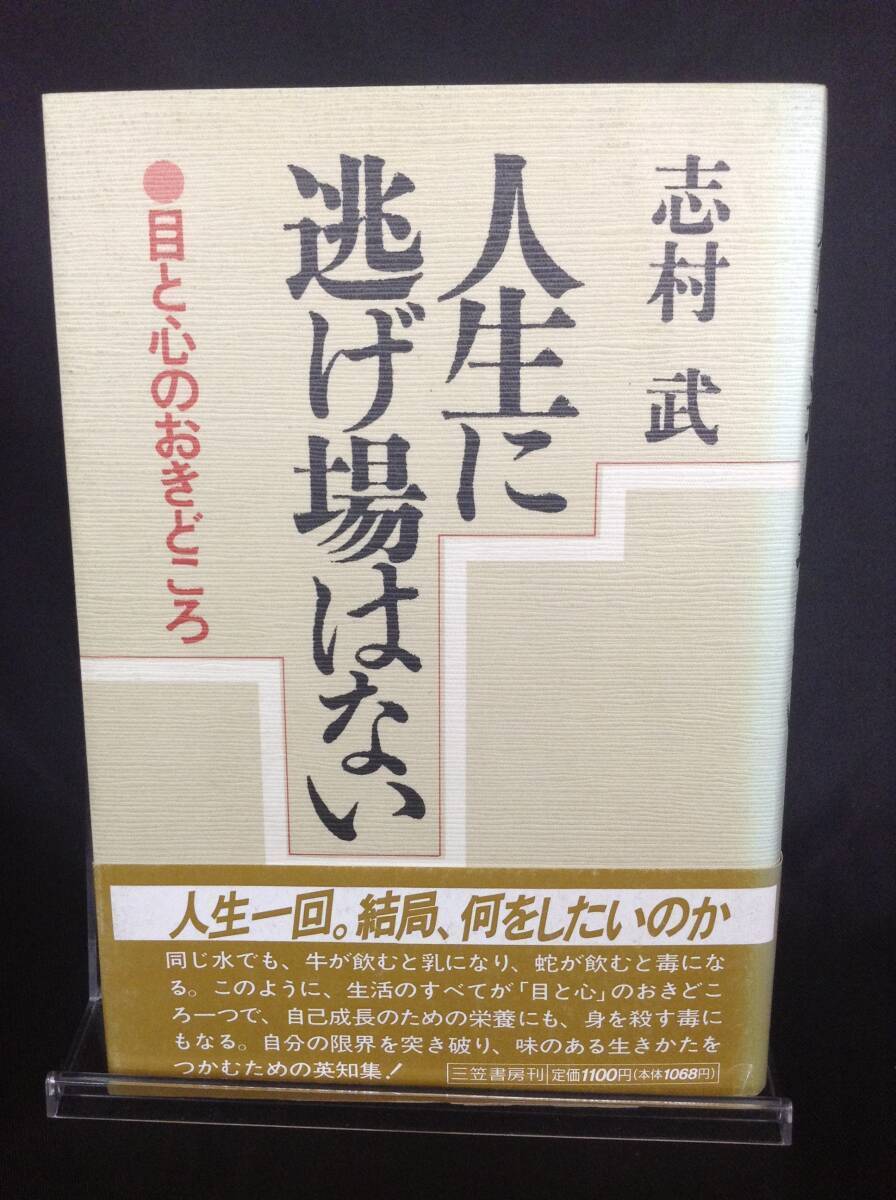 志村 武
人生に
逃げ場はない
●目と心のおきどころ
人生一回。結局、何をしたいのか
同じ水でも、牛が飲むと乳になり、蛇が飲むと毒にな
る。このように、生活のすべてが「目と心」のおきどこ
ろ一つで、自己成長のための栄養にも、身を殺す毒に
もなる。自分の限界を突き破り、味のある生きかたを
つかむための英知集!
三笠書房刊 定価1100円(本体1068円)